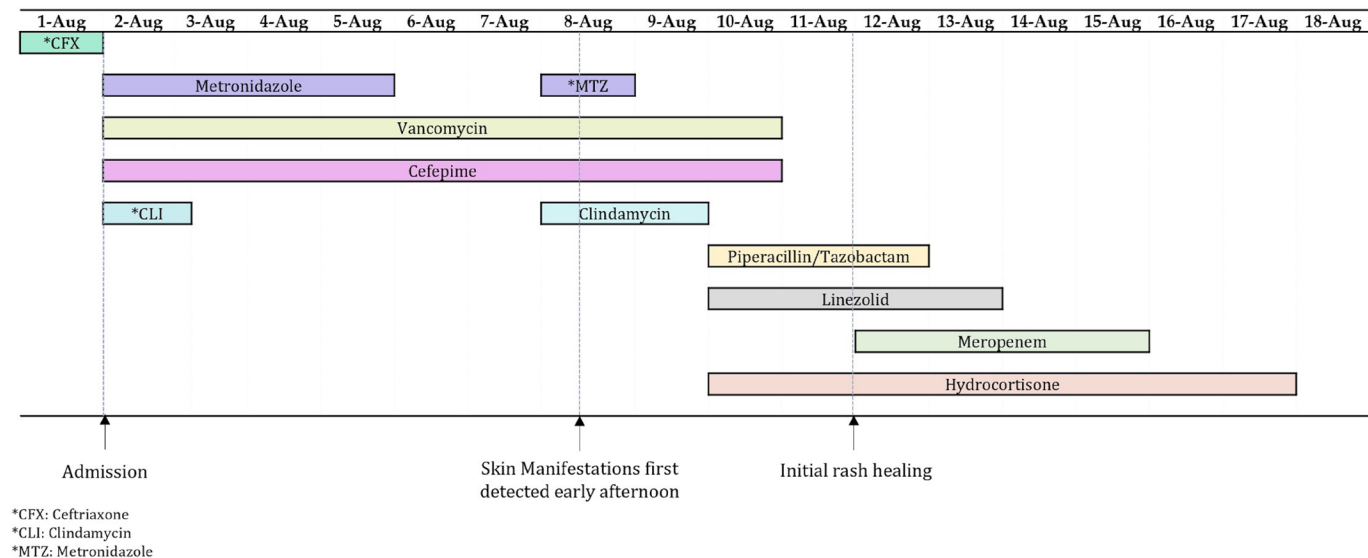 1-Aug 2-Aug 3-Aug 4-Aug 5-Aug 6-Aug 7-Aug 8-Aug 9-Aug 10-Aug 11-Aug 12-Aug 13-Aug 14-Aug 15-Aug 16-Aug 17-Aug 18-Aug
*CFX
Metronidazole *MTZ
Vancomycin
Cefepime
*CLI Clindamycin
Piperacillin/Tazobactam
Linezolid
Meropenem
Hydrocortisone
Admission
Skin Manifestations first
detected early afternoon
Initial rash healing
*CFX: Ceftriaxone
*CLI: Clindamycin
*MTZ: Metronidazole